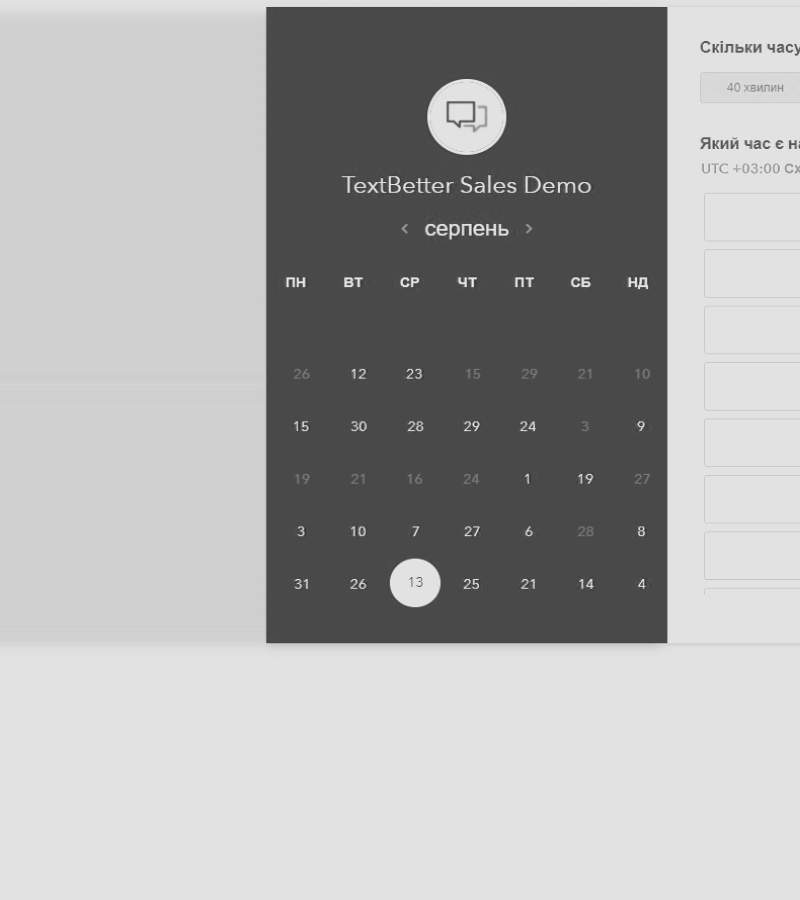 TextBetter Sales Demo
серпень
ПН ВТ СР ЧТ ПТ СБ НД
26 12 23 15 29 21 10
15 30 28 29 24 3 9
19 21 16 24 1 19 27
3 10 7 27 6 28 8
31 26 13 25 21 14 4
Скільки часу
40 хвилин
Який час є на
UTC +03:00 Сх